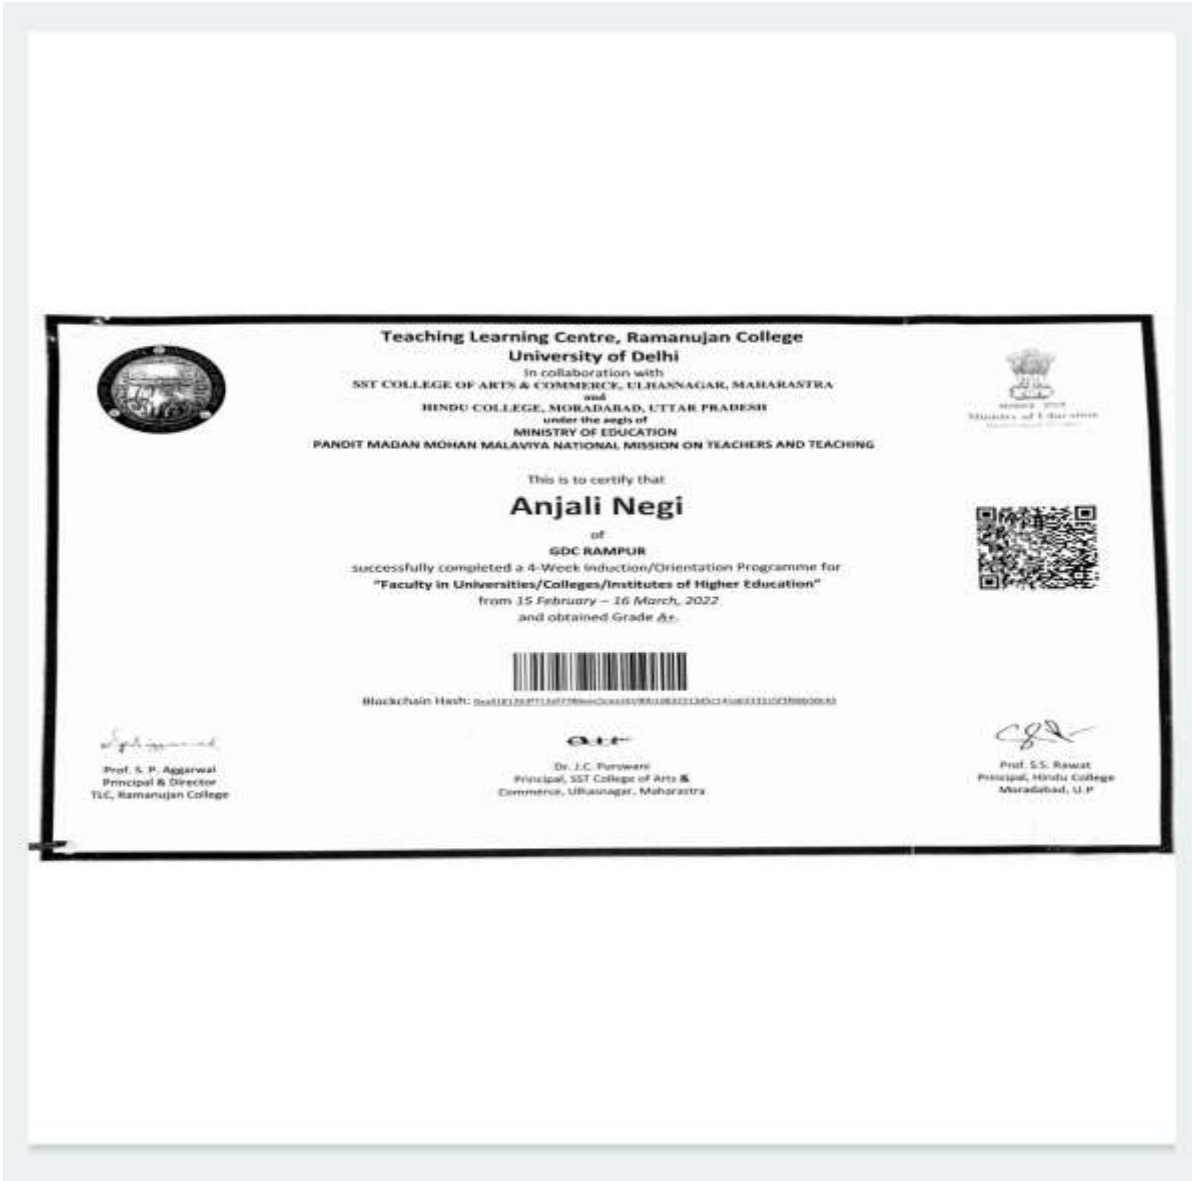 Teaching Learning Centre, Ramanujan College
University of Delhi
In collaboration with
SST COLLEGE OF ARTS & COMMERCE, ULHASNAGAR, MAHARASTRA
and
HINDU COLLEGE, MORADABAD, UTTAR PRADESH
under the aegis of
MINISTRY OF EDUCATION
PANDIT MADAN MOHAN MALAVIYA NATIONAL MISSION ON TEACHERS AND TEACHING
Ministry of Education
This is to certify that
Anjali Negi
of
GDC RAMPUR
successfully completed a 4-Week Induction/Orientation Programme for
"Faculty in Universities/Colleges/Institutes of Higher Education"
from 15 February – 16 March, 2022
and obtained Grade A+.
Blockchain Hash:
Prof. S. P. Aggarwal
Principal & Director
TLC, Ramanujan College
Dr. J.C. Purswani
Principal, SST College of Arts &
Commerce, Ulhasnagar, Maharastra
Prof. S.S. Rawat
Principal, Hindu College
Moradabad, U.P